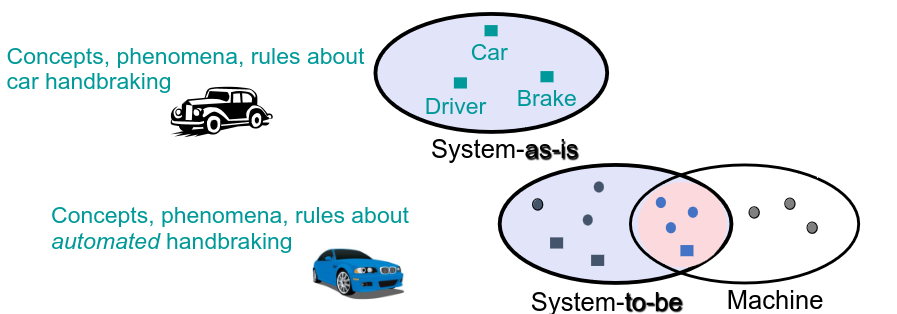 Concepts, phenomena, rules about
car handbraking
Car
Driver
Brake
System-as-is
Concepts, phenomena, rules about
automated handbraking
System-to-be
Machine